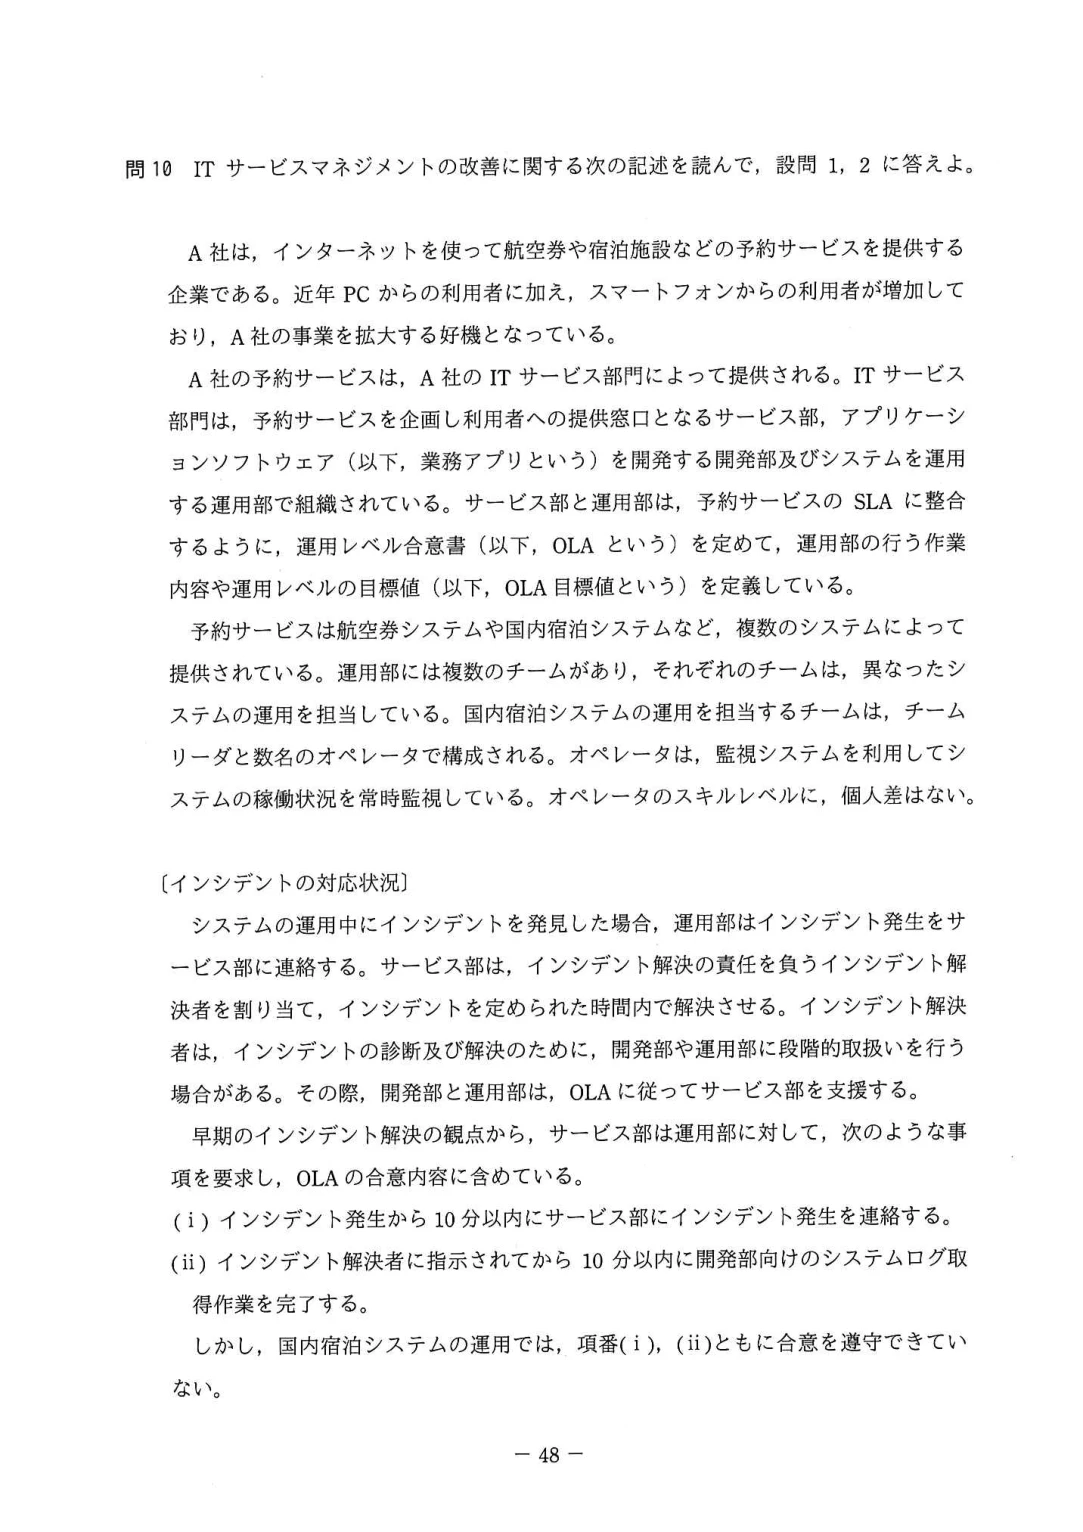 問10 IT サービスマネジメントの改善に関する次の記述を読んで，設問 1，2 に答えよ。
A 社は，インターネットを使って航空券や宿泊施設などの予約サービスを提供する
企業である。近年 PC からの利用者に加え，スマートフォンからの利用者が増加して
おり，A 社の事業を拡大する好機となっている。
A 社の予約サービスは，A 社の IT サービス部門によって提供される。IT サービス
部門は，予約サービスを企画し利用者への提供窓口となるサービス部，アプリケーシ
ョンソフトウェア（以下，業務アプリという）を開発する開発部及びシステムを運用
する運用部で組織されている。サービス部と運用部は，予約サービスの SLA に整合
するように，運用レベル合意書（以下，OLA という）を定めて，運用部の行う作業
内容や運用レベルの目標値（以下，OLA 目標値という）を定義している。
予約サービスは航空券システムや国内宿泊システムなど，複数のシステムによって
提供されている。運用部には複数のチームがあり，それぞれのチームは，異なったシ
ステムの運用を担当している。国内宿泊システムの運用を担当するチームは，チーム
リーダと数名のオペレータで構成される。オペレータは，監視システムを利用してシ
ステムの稼働状況を常時監視している。オペレータのスキルレベルに，個人差はない。
〔インシデントの対応状況〕
システムの運用中にインシデントを発見した場合，運用部はインシデント発生をサ
ービス部に連絡する。サービス部は，インシデント解決の責任を負うインシデント解
決者を割り当て，インシデントを定められた時間内で解決させる。インシデント解決
者は，インシデントの診断及び解決のために，開発部や運用部に段階的取扱いを行う
場合がある。その際，開発部と運用部は，OLA に従ってサービス部を支援する。
早期のインシデント解決の観点から，サービス部は運用部に対して，次のような事
項を要求し，OLA の合意内容に含めている。
(ⅰ) インシデント発生から 10 分以内にサービス部にインシデント発生を連絡する。
(ⅱ) インシデント解決者に指示されてから 10 分以内に開発部向けのシステムログ取
得作業を完了する。
しかし，国内宿泊システムの運用では，項番(ⅰ)，(ⅱ)ともに合意を遵守できてい
ない。
－ 48 －